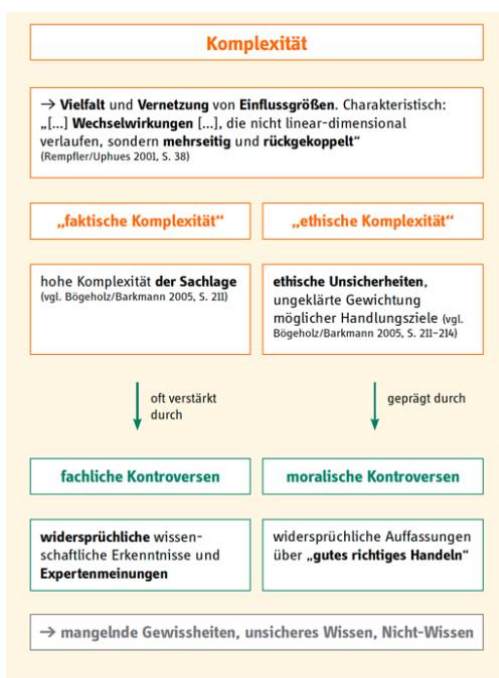 Komplexität
→ Vielfalt und Vernetzung von Einflussgrößen. Charakteristisch:
„[...] Wechselwirkungen [...], die nicht linear-dimensional
verlaufen, sondern mehrseitig und rückgekoppelt“
(Rempfler/Uphues 2001, S. 38)
„faktische Komplexität“
„ethische Komplexität“
hohe Komplexität der Sachlage
(vgl. Bögeholz/Barkmann 2005, S. 211)
ethische Unsicherheiten,
ungeklärte Gewichtung
möglicher Handlungsziele (vgl.
Bögeholz/Barkmann 2005, S. 211–214)
oft verstärkt
durch
geprägt durch
fachliche Kontroversen
moralische Kontroversen
widersprüchliche wissen-
schaftliche Erkenntnisse und
Expertenmeinungen
widersprüchliche Auffassungen
über „gutes richtiges Handeln“
→ mangelnde Gewissheiten, unsicheres Wissen, Nicht-Wissen